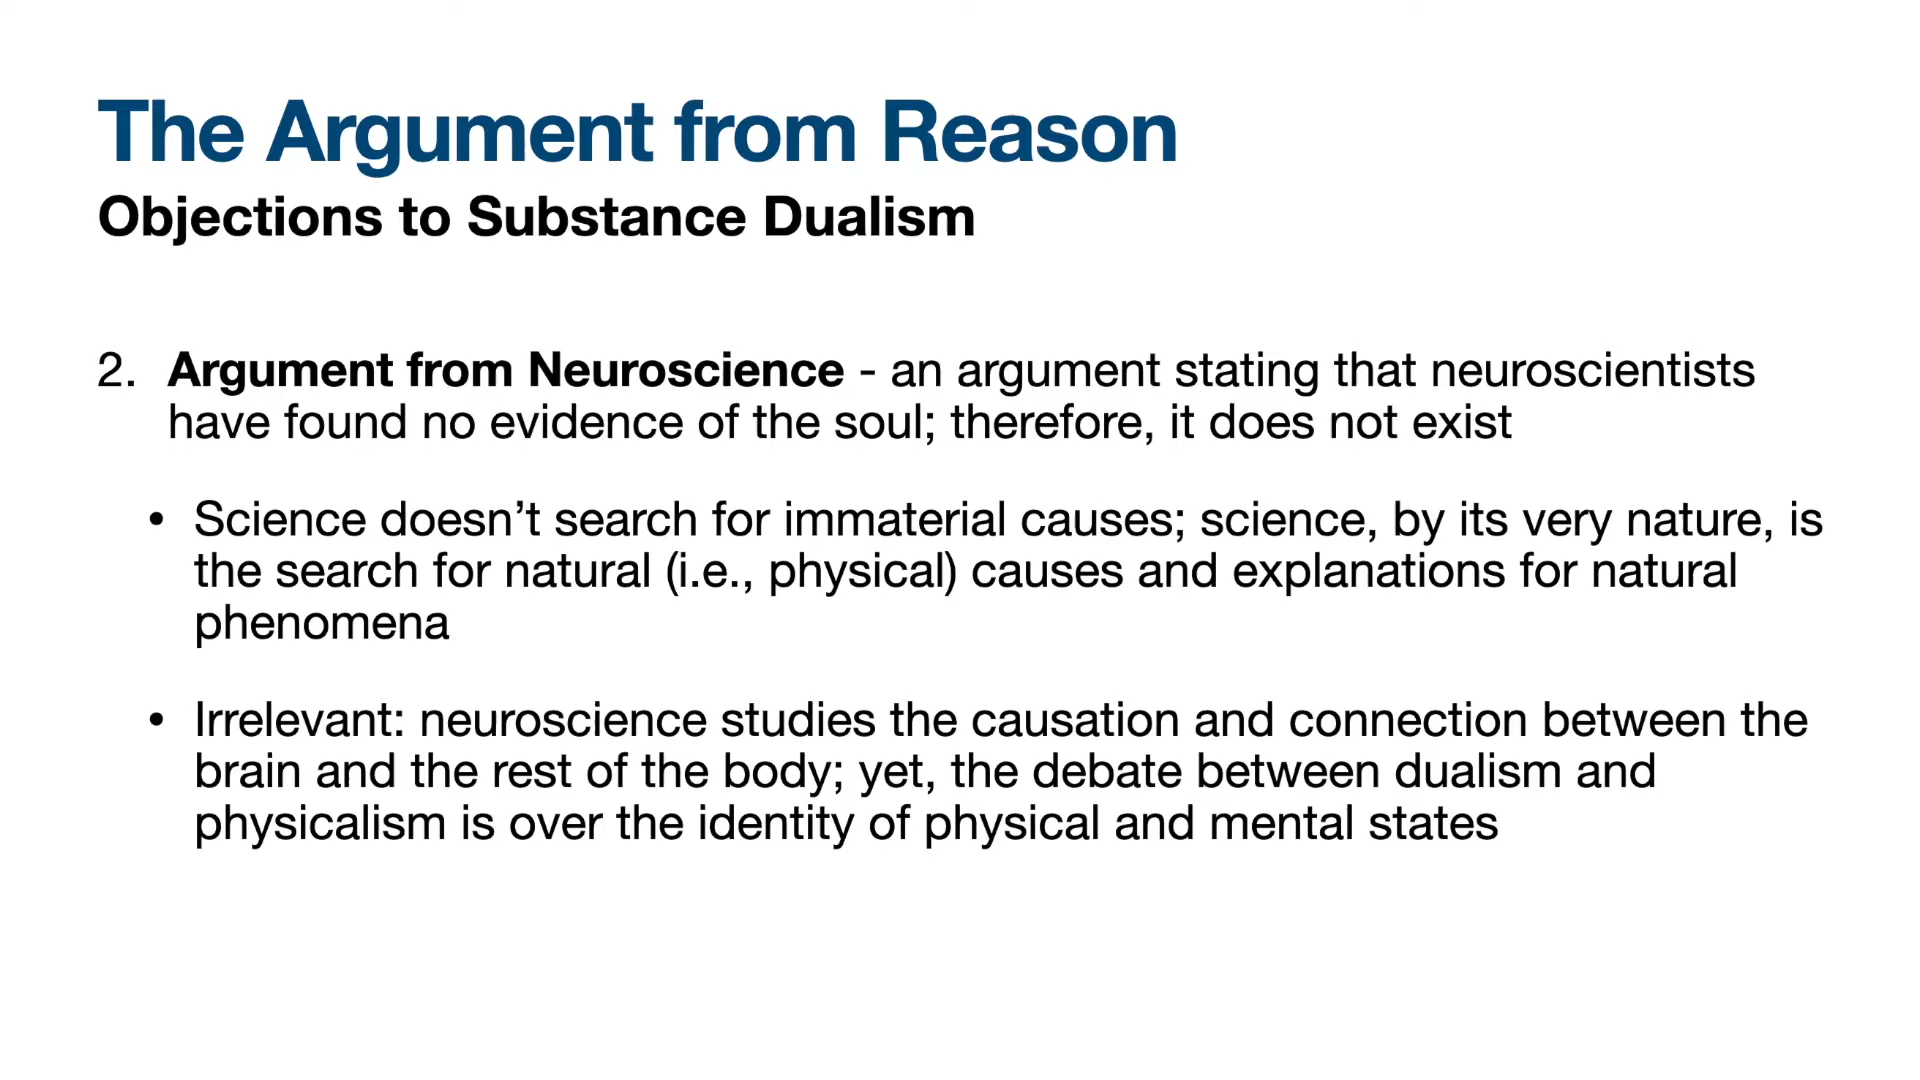 The Argument from Reason
Objections to Substance Dualism
2. Argument from Neuroscience - an argument stating that neuroscientists
have found no evidence of the soul; therefore, it does not exist
• Science doesn’t search for immaterial causes; science, by its very nature, is
the search for natural (i.e., physical) causes and explanations for natural
phenomena
• Irrelevant: neuroscience studies the causation and connection between the
brain and the rest of the body; yet, the debate between dualism and
physicalism is over the identity of physical and mental states